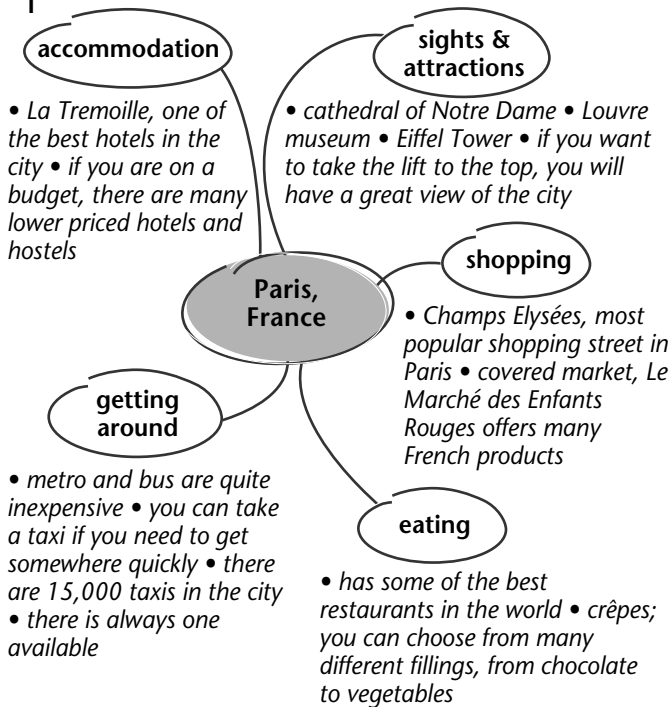 accommodation
• La Tremoille, one of
the best hotels in the
city • if you are on a
budget, there are many
lower priced hotels and
hostels
sights &
attractions
• cathedral of Notre Dame • Louvre
museum • Eiffel Tower • if you want
to take the lift to the top, you will
have a great view of the city
Paris,
France
shopping
• Champs Elysées, most
popular shopping street in
Paris • covered market, Le
Marché des Enfants
Rouges offers many
French products
getting
around
• metro and bus are quite
inexpensive • you can take
a taxi if you need to get
somewhere quickly • there
are 15,000 taxis in the city
• there is always one
available
eating
• has some of the best
restaurants in the world • crêpes;
you can choose from many
different fillings, from chocolate
to vegetables